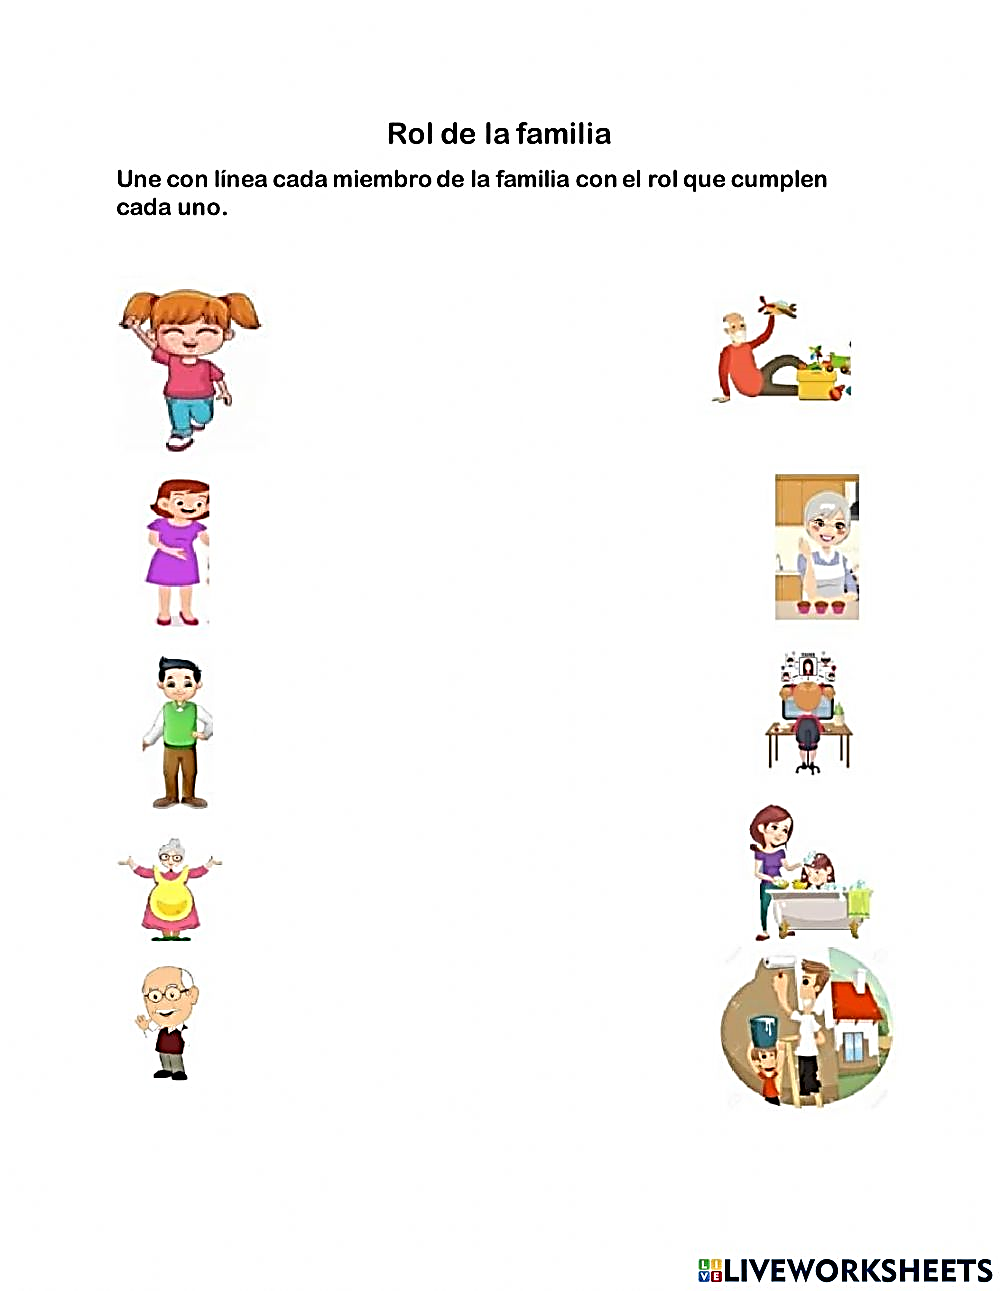 Rol de la familia
Une con línea cada miembro de la familia con el rol que cumplen
cada uno.
LIVEWORKSHEETS